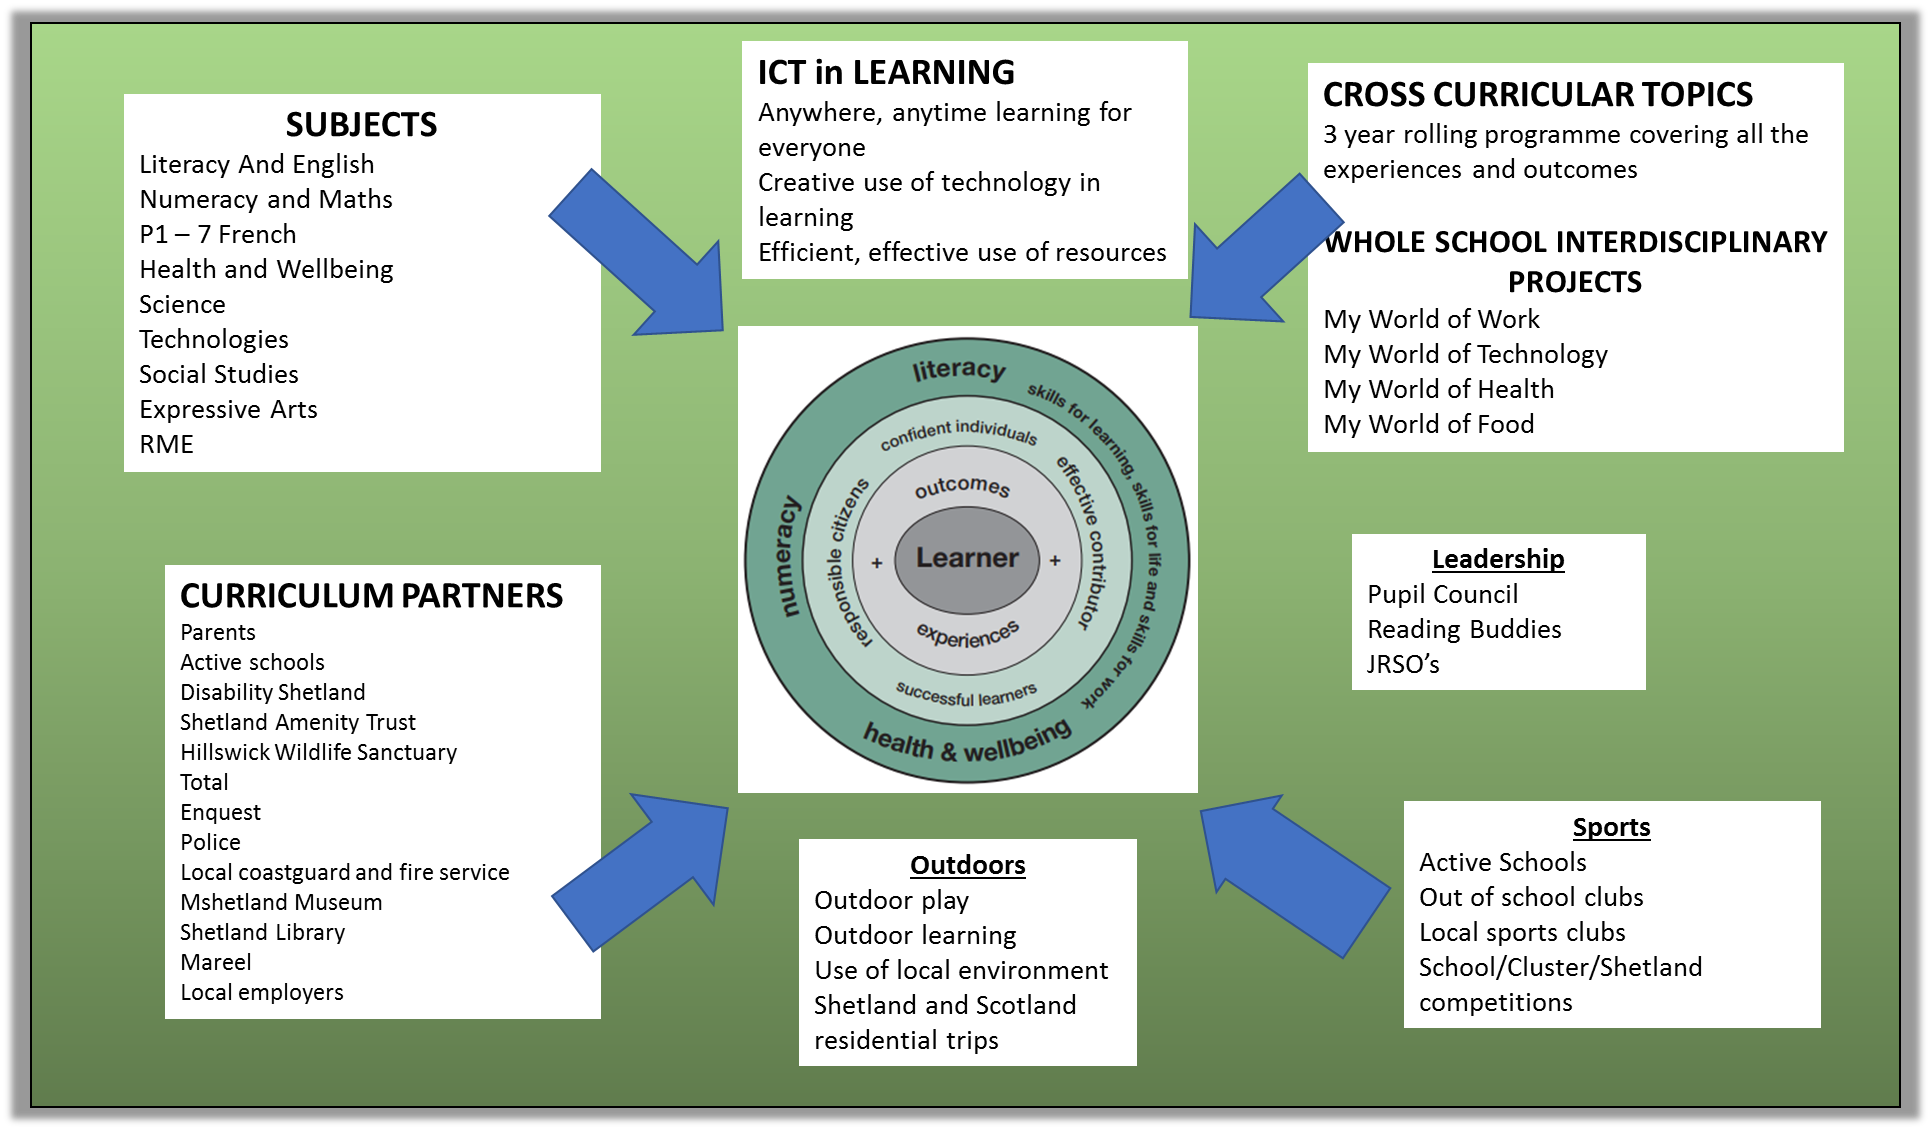 SUBJECTS
Literacy And English
Numeracy and Maths
P1 – 7 French
Health and Wellbeing
Science
Technologies
Social Studies
Expressive Arts
RME
ICT in LEARNING
Anywhere, anytime learning for
everyone
Creative use of technology in
learning
Efficient, effective use of resources
CROSS CURRICULAR TOPICS
3 year rolling programme covering all the
experiences and outcomes
WHOLE SCHOOL INTERDISCIPLINARY
PROJECTS
My World of Work
My World of Technology
My World of Health
My World of Food
literacy
skills for learning, skills for life and skills for work
numeracy
health & wellbeing
confident individuals
effective contributor
responsible citizens
successful learners
outcomes
+ Learner +
experiences
CURRICULUM PARTNERS
Parents
Active schools
Disability Shetland
Shetland Amenity Trust
Hillswick Wildlife Sanctuary
Total
Enquest
Police
Local coastguard and fire service
Mshetland Museum
Shetland Library
Mareel
Local employers
Outdoors
Outdoor play
Outdoor learning
Use of local environment
Shetland and Scotland
residential trips
Leadership
Pupil Council
Reading Buddies
JRSO’s
Sports
Active Schools
Out of school clubs
Local sports clubs
School/Cluster/Shetland
competitions